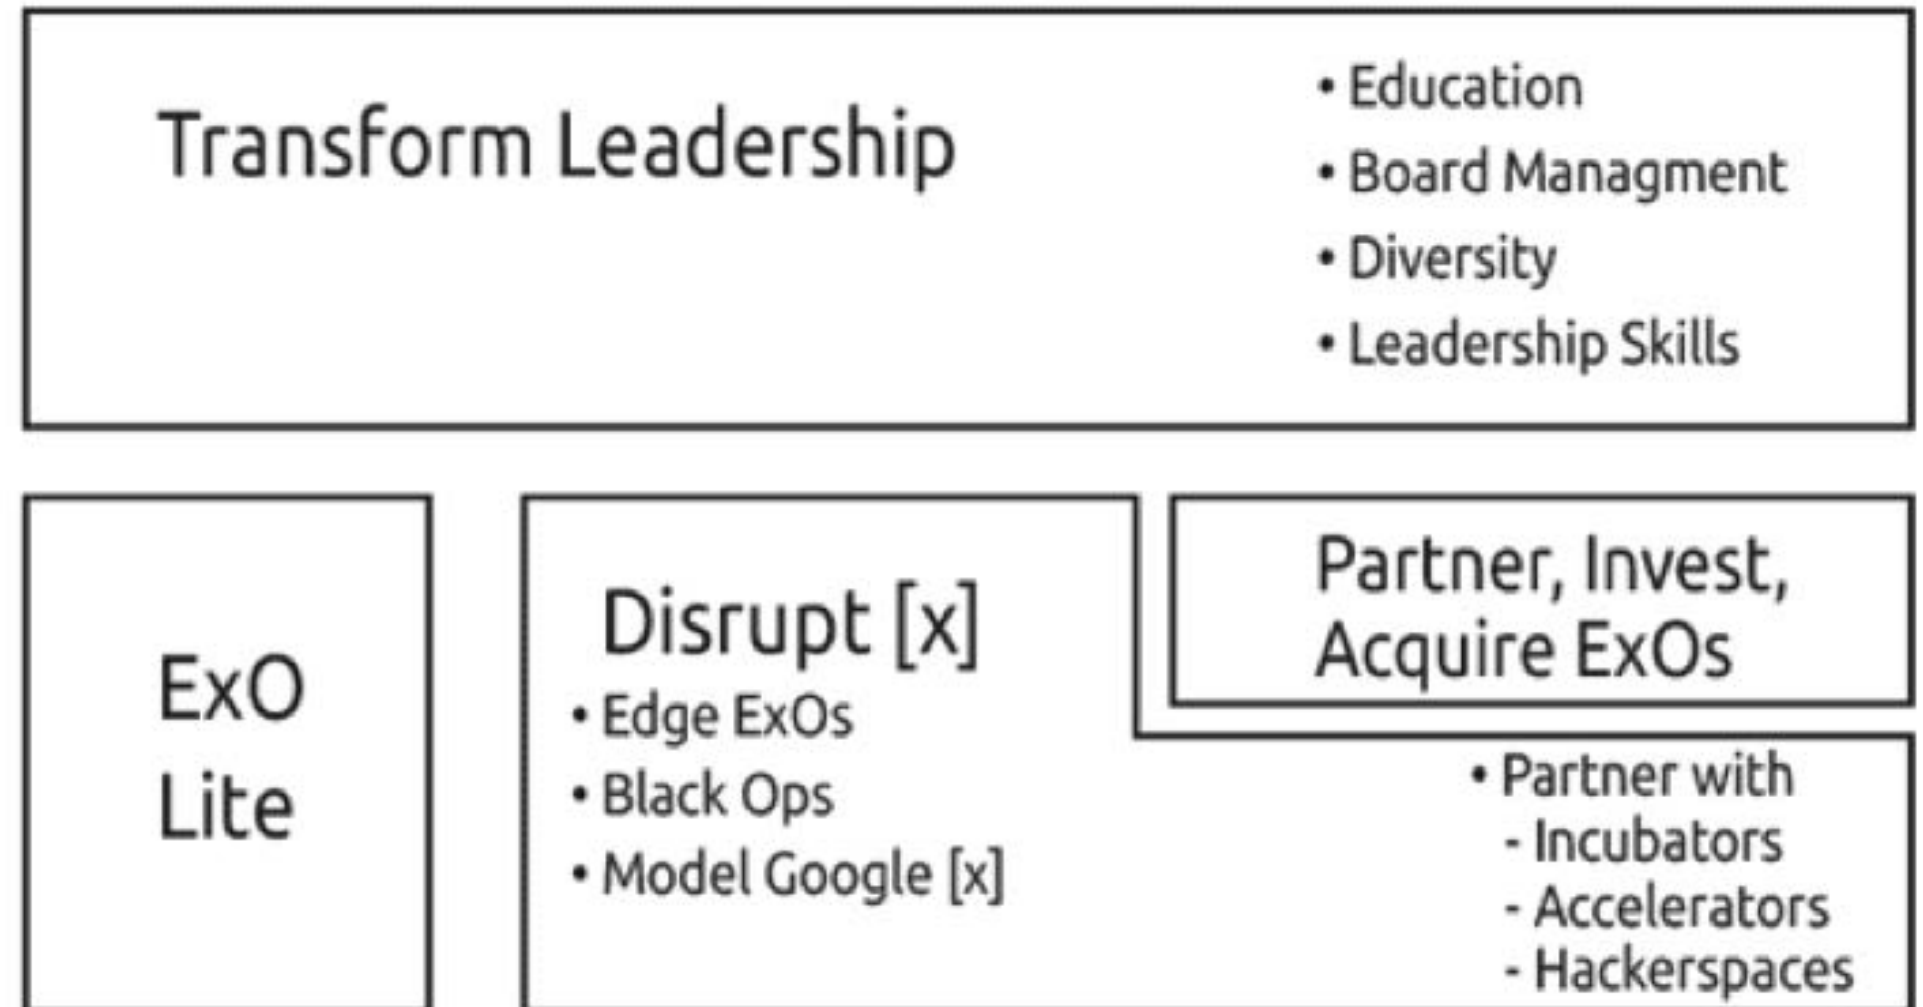 Transform Leadership
• Education
• Board Managment
• Diversity
• Leadership Skills
ExO
Lite
Disrupt [x]
• Edge ExOs
• Black Ops
• Model Google [x]
Partner, Invest,
Acquire ExOs
• Partner with
- Incubators
- Accelerators
- Hackerspaces